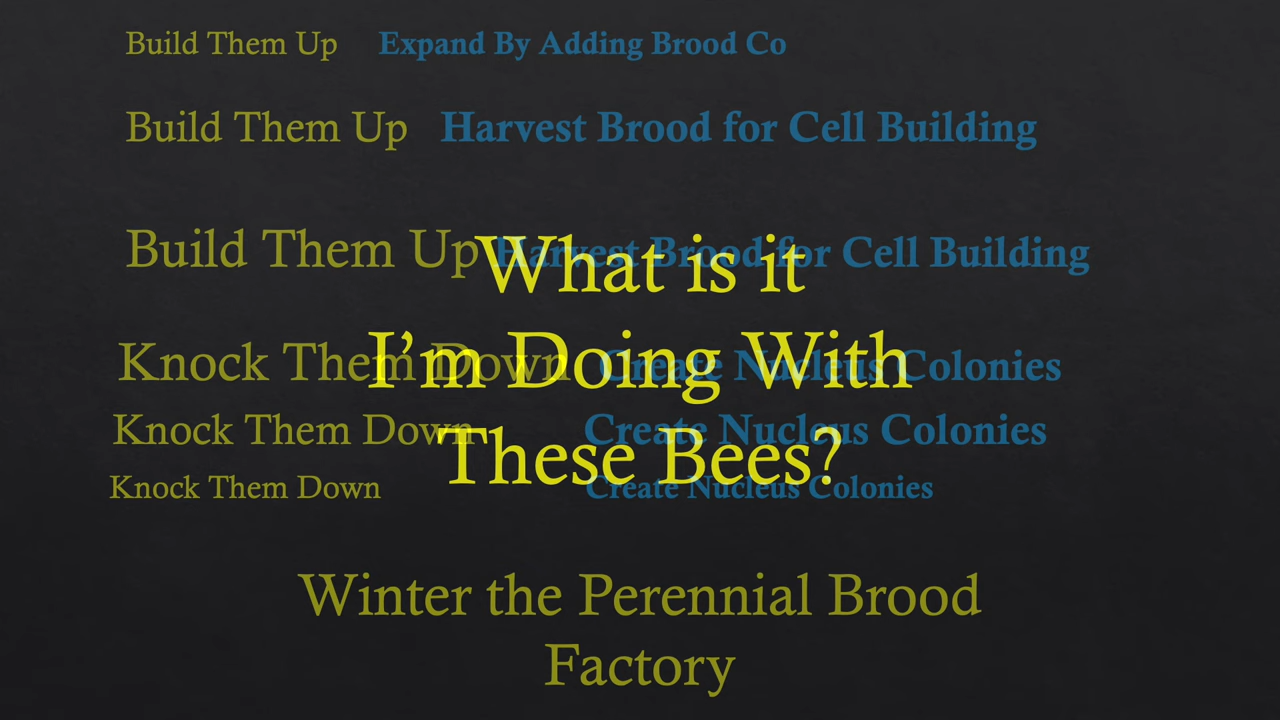 Build Them Up Expand By Adding Brood Co
Build Them Up Harvest Brood for Cell Building
Build Them Up Harvest Brood for Cell Building
What is it
Knock Them Down Create Nucleus Colonies
I'm Doing With
Knock Them Down Create Nucleus Colonies
These Bees?
Knock Them Down Create Nucleus Colonies
Winter the Perennial Brood
Factory